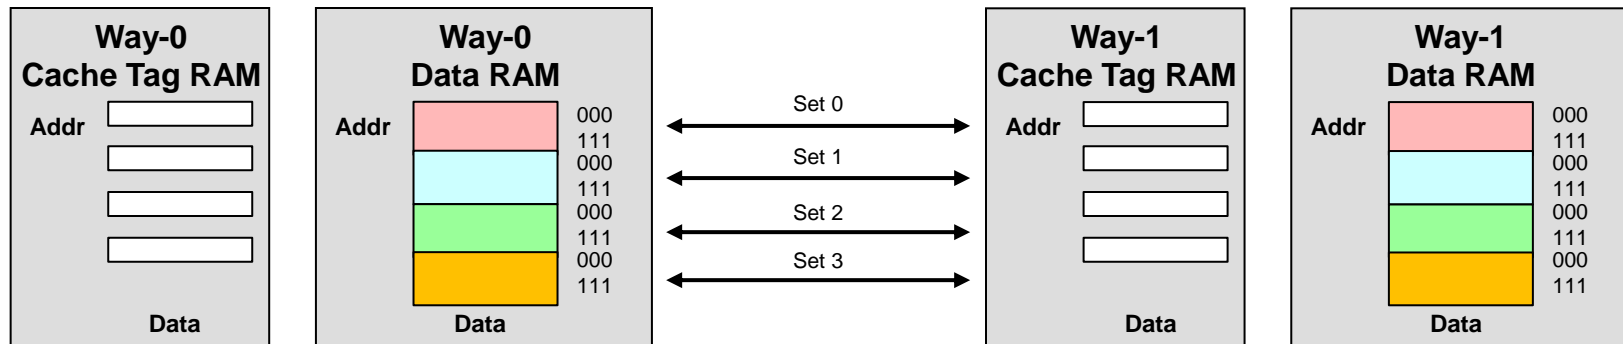 Way-0
Cache Tag RAM
Addr
Data
Way-0
Data RAM
Addr
000
111
000
111
000
111
000
111
Data
Set 0
Set 1
Set 2
Set 3
Way-1
Cache Tag RAM
Addr
Data
Way-1
Data RAM
Addr
000
111
000
111
000
111
000
111
Data